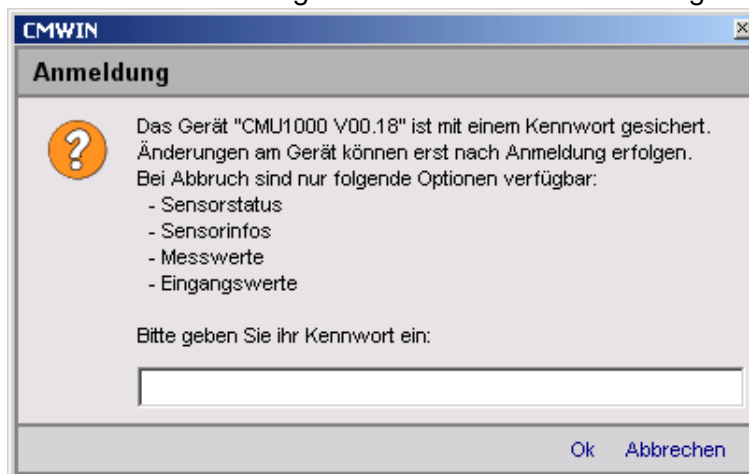 CMWIN
Anmeldung
Das Gerät "CMU1000 V00.18" ist mit einem Kennwort gesichert.
Änderungen am Gerät können erst nach Anmeldung erfolgen.
Bei Abbruch sind nur folgende Optionen verfügbar:
- Sensorstatus
- Sensorinfos
- Messwerte
- Eingangswerte
Bitte geben Sie ihr Kennwort ein:
Ok Abbrechen